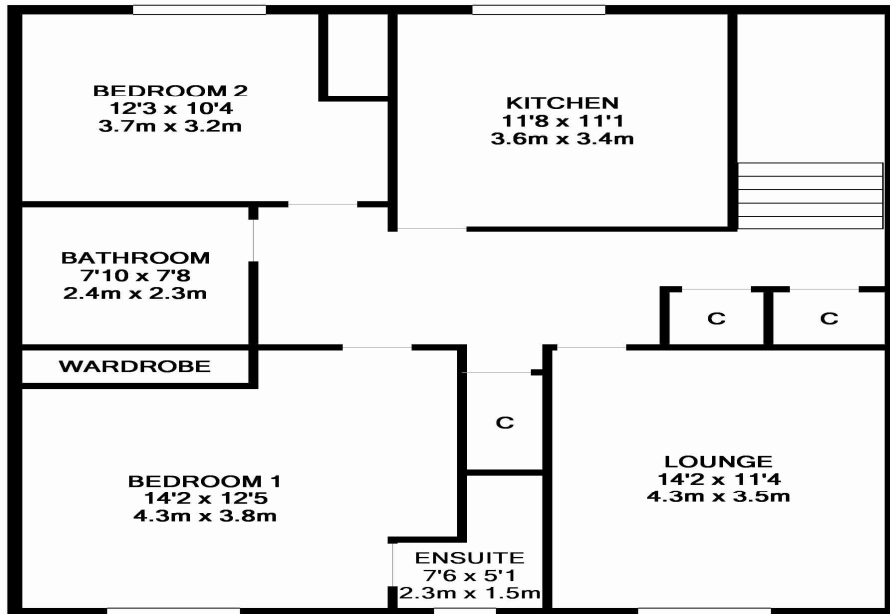 BEDROOM 2
12'3 x 10'4
3.7m x 3.2m
KITCHEN
11'8 x 11'1
3.6m x 3.4m
BATHROOM
7'10 x 7'8
2.4m x 2.3m
C
C
WARDROBE
C
BEDROOM 1
14'2 x 12'5
4.3m x 3.8m
LOUNGE
14'2 x 11'4
4.3m x 3.5m
ENSUITE
7'6 x 5'1
2.3m x 1.5m